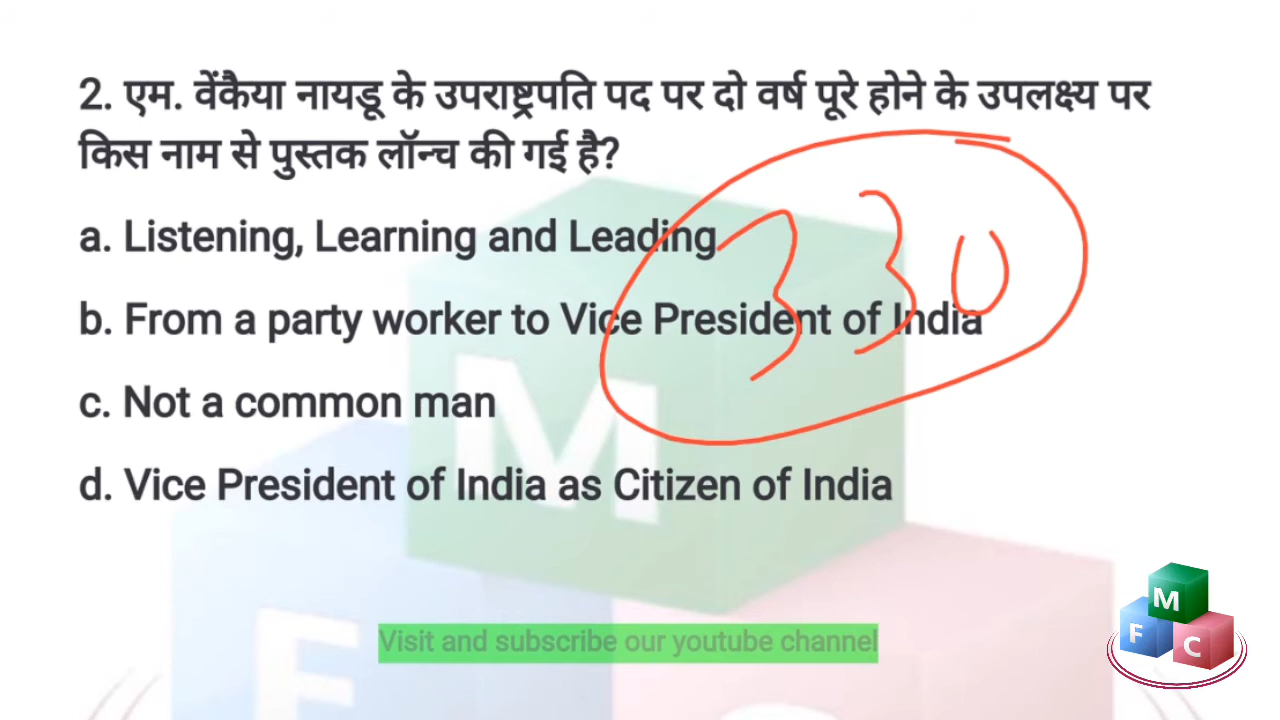 2. एम. वेंकैया नायडू के उपराष्ट्रपति पद पर दो वर्ष पूरे होने के उपलक्ष्य पर
किस नाम से पुस्तक लॉन्च की गई है?
a. Listening, Learning and Leading
330
b. From a party worker to Vice President of India
c. Not a common man
d. Vice President of India as Citizen of India
Visit and subscribe our youtube channel
M
F
C
M
F
C